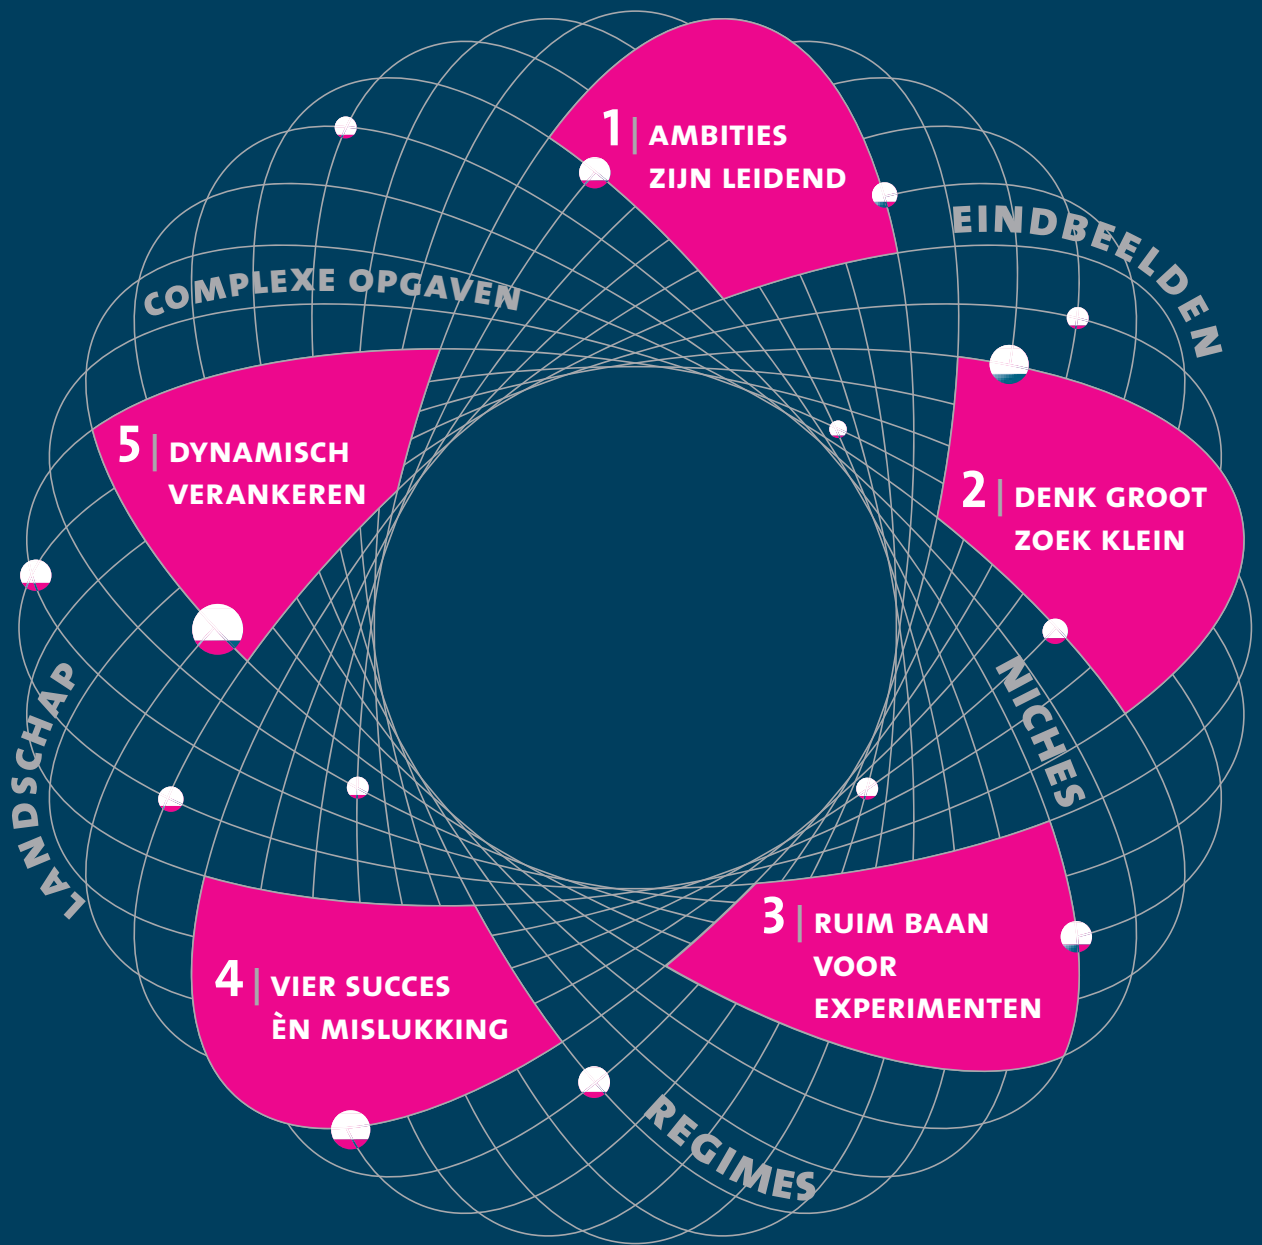 1 | AMBITIES
ZIJN LEIDEND
EINDBEELDEN
COMPLEXE OPGAVEN
5 | DYNAMISCH
VERANKEREN
2 | DENK GROOT
ZOEK KLEIN
NICHES
LANDSCHAP
3 | RUIM BAAN
VOOR
EXPERIMENTEN
4 | VIER SUCCES
ÈN MISLUKKING
REGIMES